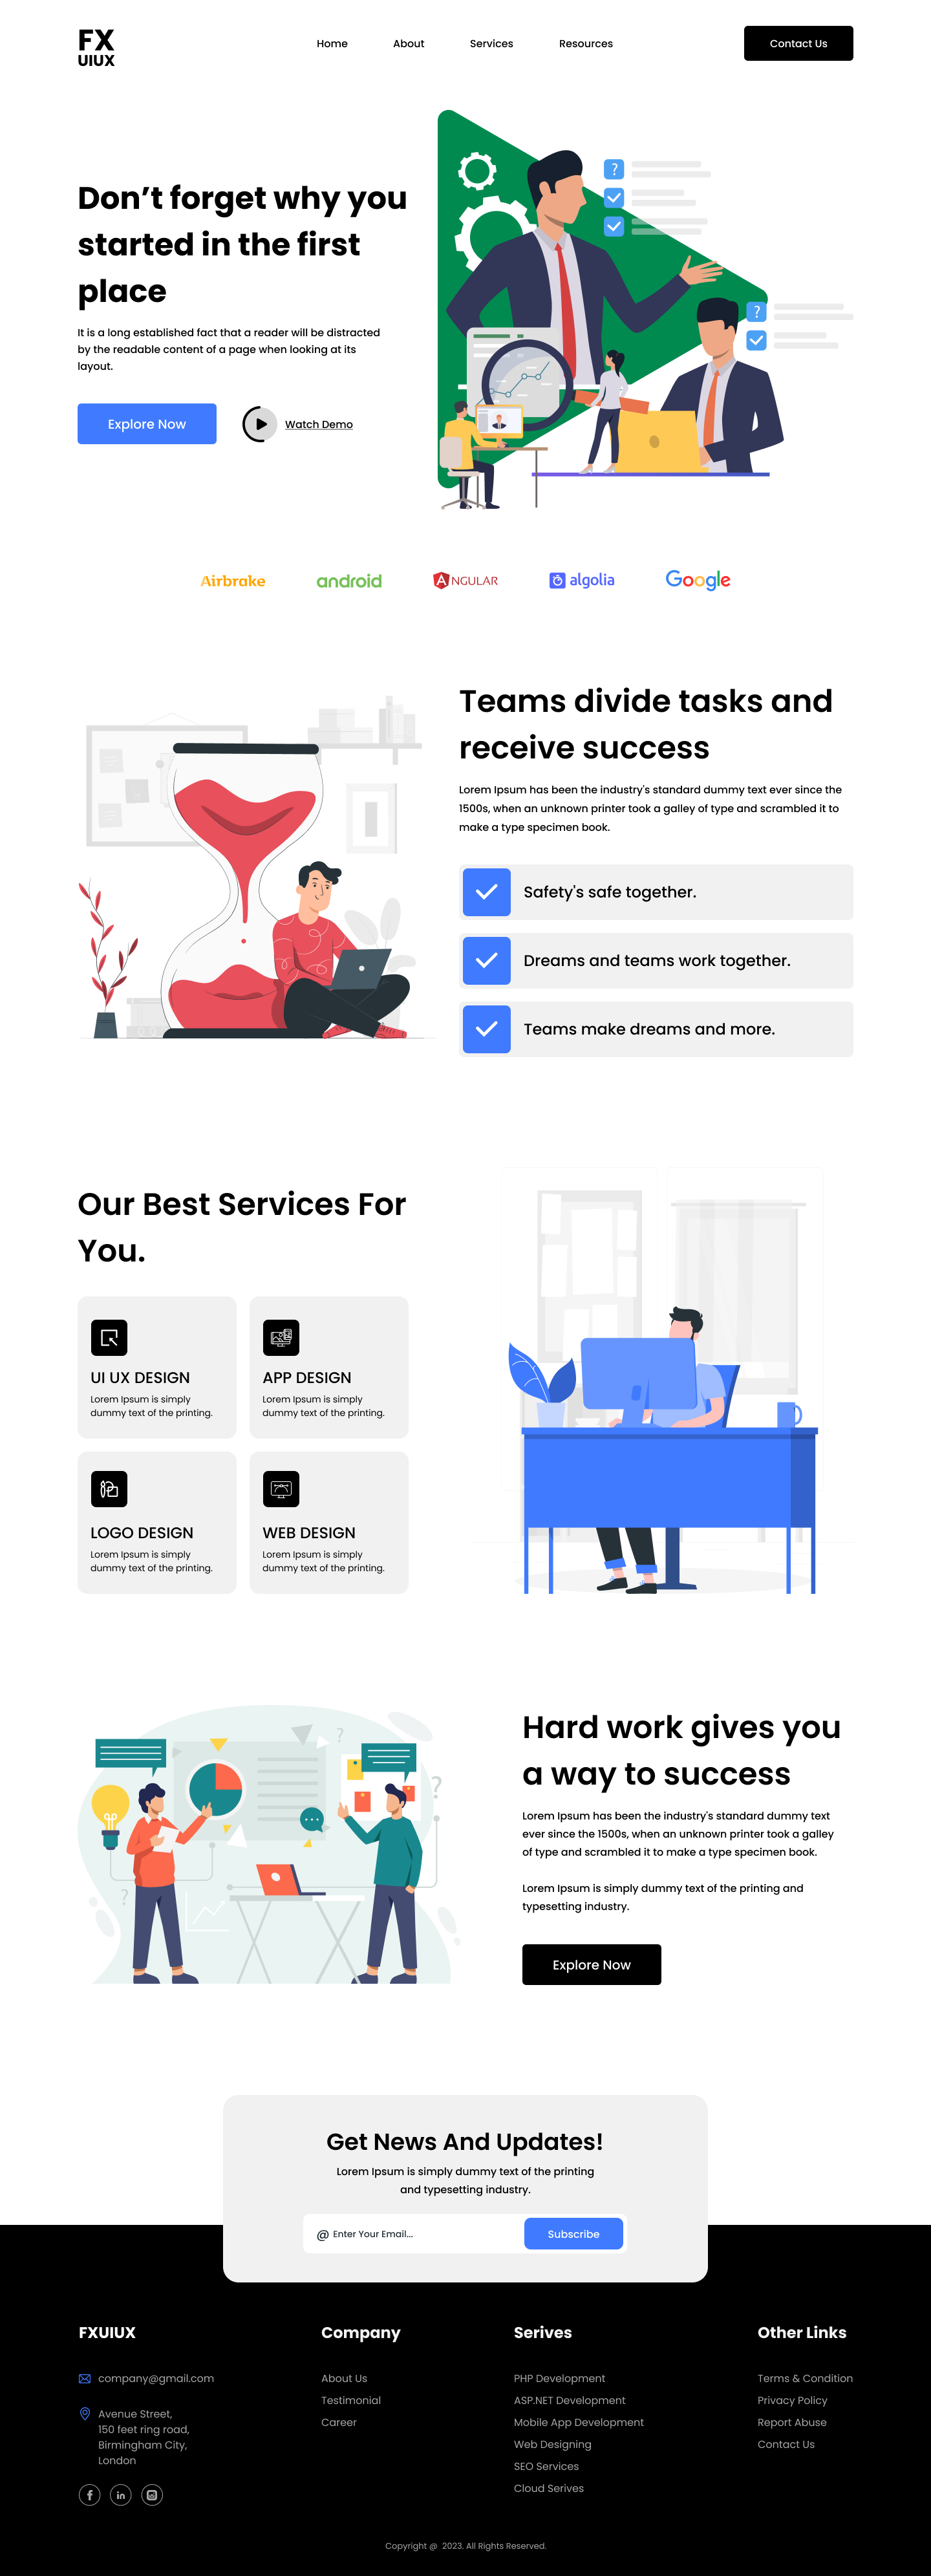 FX
UIUX
Home
About
Services
Resources
Contact Us
Don’t forget why you
started in the first
place
It is a long established fact that a reader will be distracted
by the readable content of a page when looking at its
layout.
Explore Now
Watch Demo
?
?
Airbrake
android
ANGULAR
algolia
Google
Teams divide tasks and
receive success
Lorem Ipsum has been the industry's standard dummy text ever since the
1500s, when an unknown printer took a galley of type and scrambled it to
make a type specimen book.
Safety's safe together.
Dreams and teams work together.
Teams make dreams and more.
Our Best Services For
You.
UI UX DESIGN
Lorem Ipsum is simply
dummy text of the printing.
APP DESIGN
Lorem Ipsum is simply
dummy text of the printing.
LOGO DESIGN
Lorem Ipsum is simply
dummy text of the printing.
WEB DESIGN
Lorem Ipsum is simply
dummy text of the printing.
?
?
?
Hard work gives you
a way to success
Lorem Ipsum has been the industry's standard dummy text
ever since the 1500s, when an unknown printer took a galley
of type and scrambled it to make a type specimen book.
Lorem Ipsum is simply dummy text of the printing and
typesetting industry.
Explore Now
Get News And Updates!
Lorem Ipsum is simply dummy text of the printing
and typesetting industry.
@ Enter Your Email...
Subscribe
FXUIUX
company@gmail.com
Avenue Street,
150 feet ring road,
Birmingham City,
London
f
in
Company
About Us
Testimonial
Career
Serives
PHP Development
ASP.NET Development
Mobile App Development
Web Designing
SEO Services
Cloud Serives
Other Links
Terms & Condition
Privacy Policy
Report Abuse
Contact Us
Copyright @  2023. All Rights Reserved.